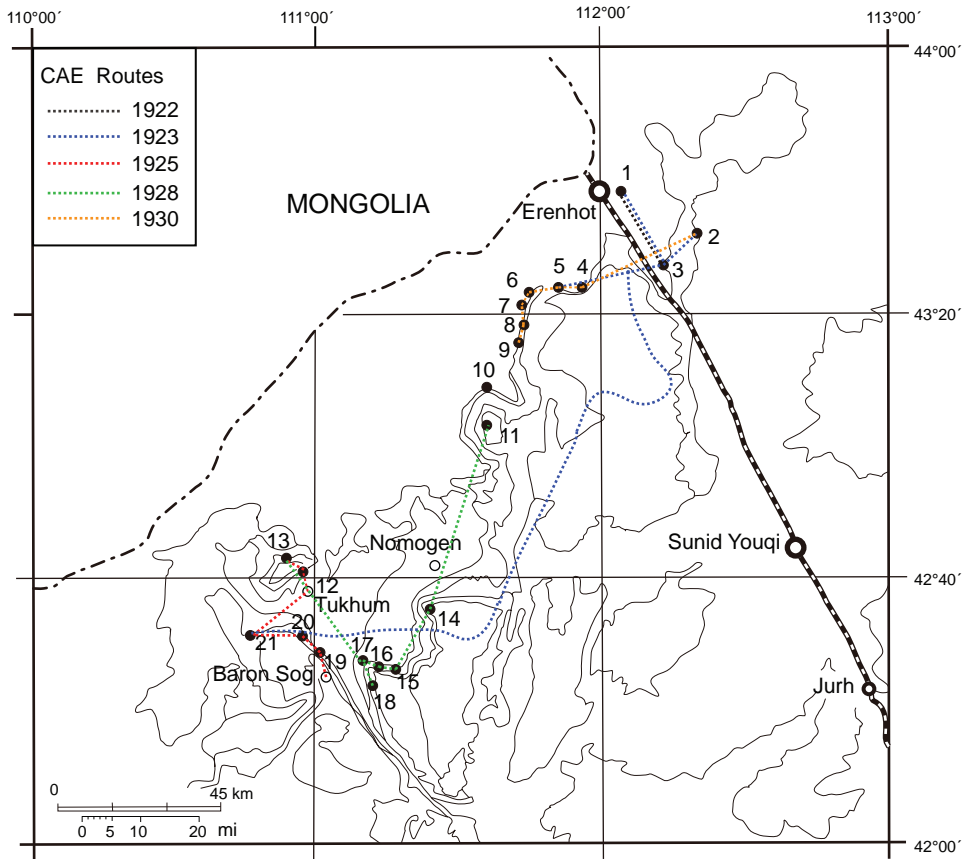 110°00´ 111°00´ 112°00´ 113°00´
44°00´
CAE Routes
1922
1923
1925
1928
1930
MONGOLIA
1
Erenhot
2
3
6 5 4
7
43°20´
8
9
10
11
Nomogen
Sunid Youqi
13
42°40´
12
Tukhum
14
20
21
17 16
19
Baron Sog
15
Jurh
18
0 45 km
0 5 10 20 mi
42°00´